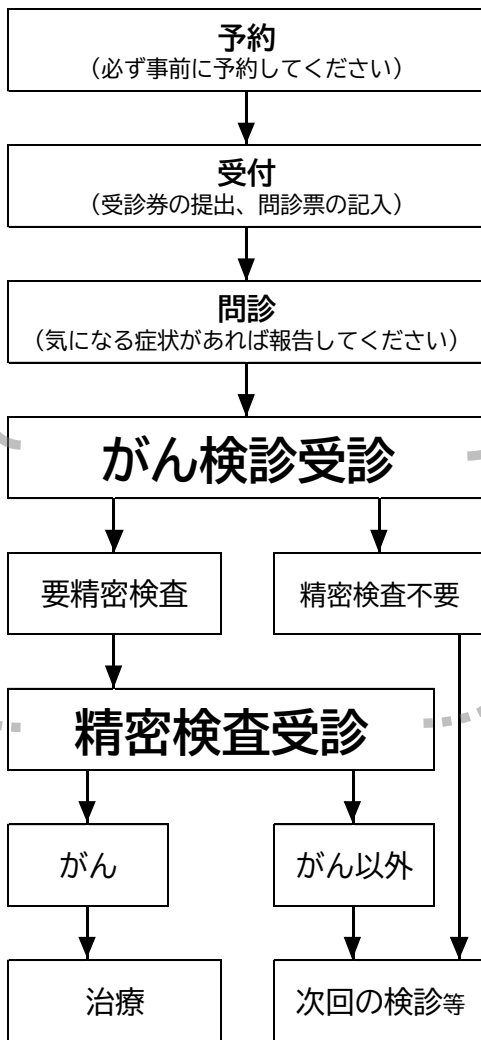 予約
（必ず事前に予約してください）
受付
（受診券の提出、問診票の記入）
問診
（気になる症状があれば報告してください）
がん検診受診
要精密検査
精密検査不要
精密検査受診
がん
がん以外
治療
次回の検診等